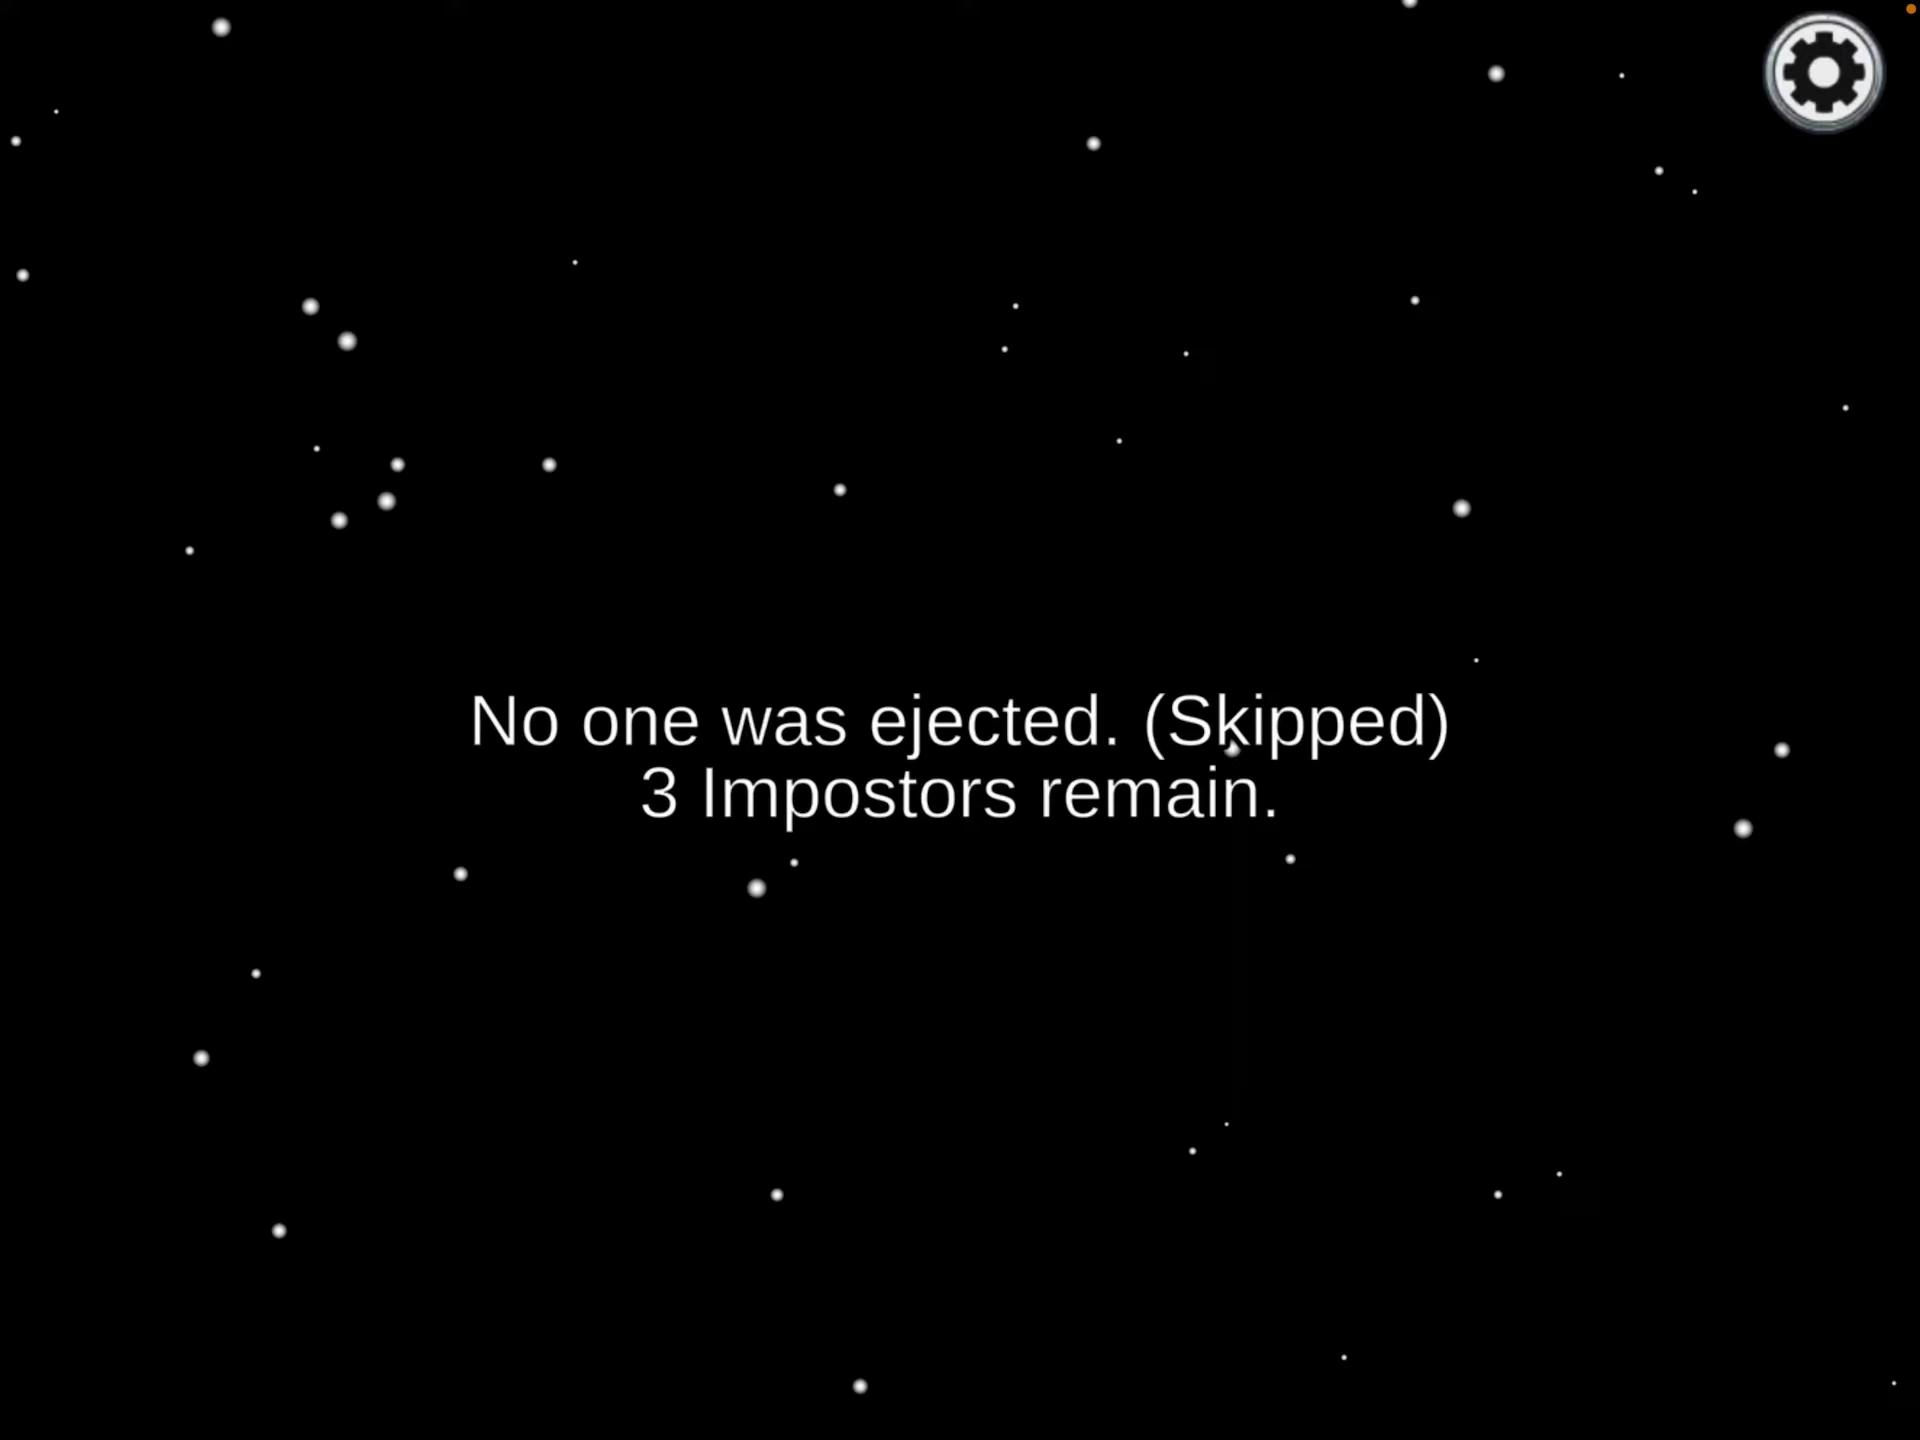 No one was ejected. (Skipped)
3 Impostors remain.